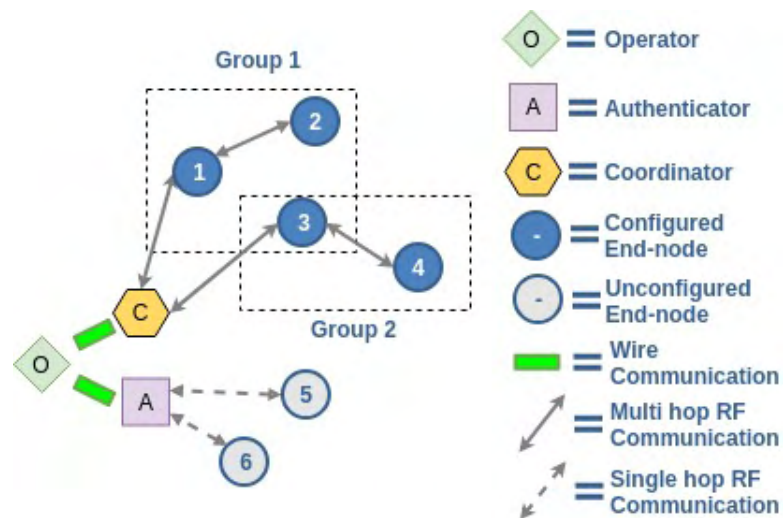 Group 1
2
1
3
4
C
Group 2
O
A
5
6
O = Operator
A = Authenticator
C = Coordinator
- = Configured
End-node
- = Unconfigured
End-node
= Wire
Communication
= Multi hop RF
Communication
= Single hop RF
Communication